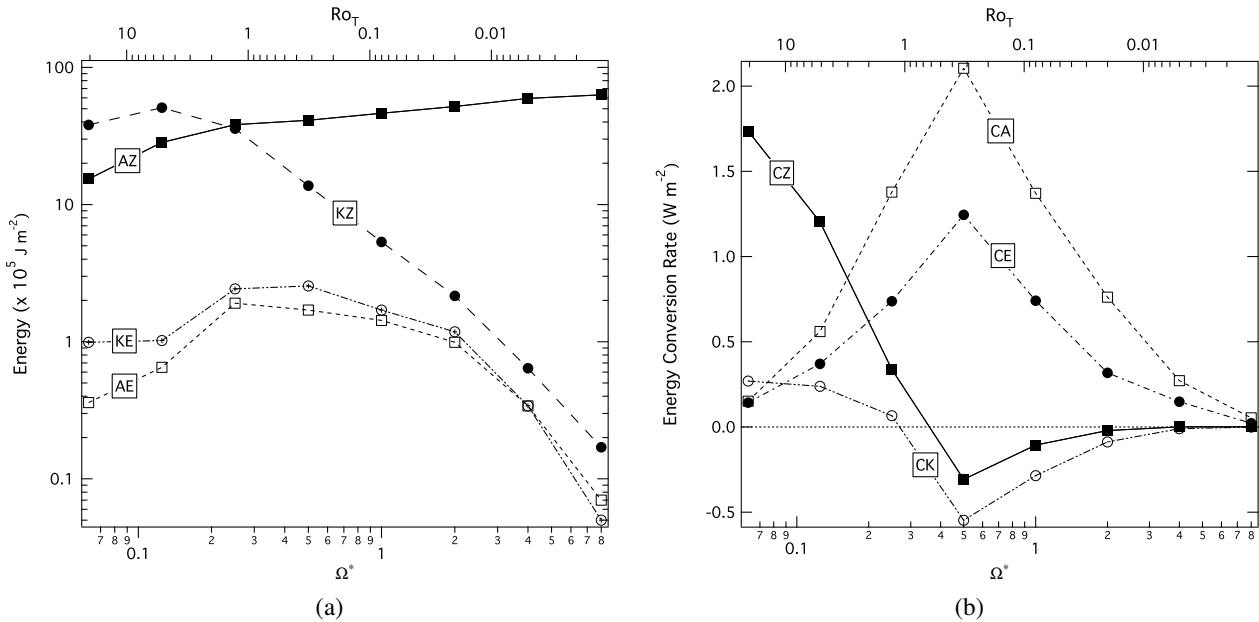 Ro_T
10 1 0.1 0.01
100
10
1
0.1
Energy (x 10^5 J m^-2)
AZ
KZ
KE
AE
7 8 9 2 3 4 5 6 7 8 9 2 3 4 5 6 7 8
0.1 1
Ω*
(a)
Ro_T
10 1 0.1 0.01
2.0
1.5
1.0
0.5
0.0
-0.5
Energy Conversion Rate (W m^-2)
CA
CZ
CE
CK
7 8 9 2 3 4 5 6 7 8 9 2 3 4 5 6 7 8
0.1 1
Ω*
(b)